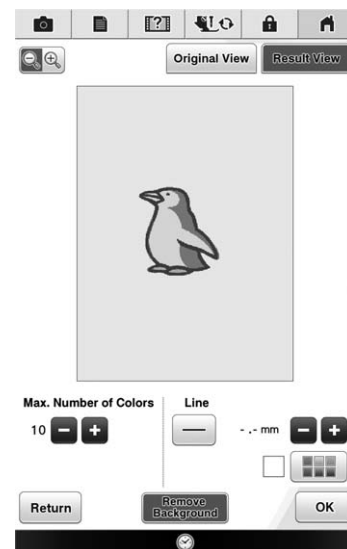 ?
Original View
Result View
Max. Number of Colors
Line
10
-.- mm
Return
Remove
Background
OK